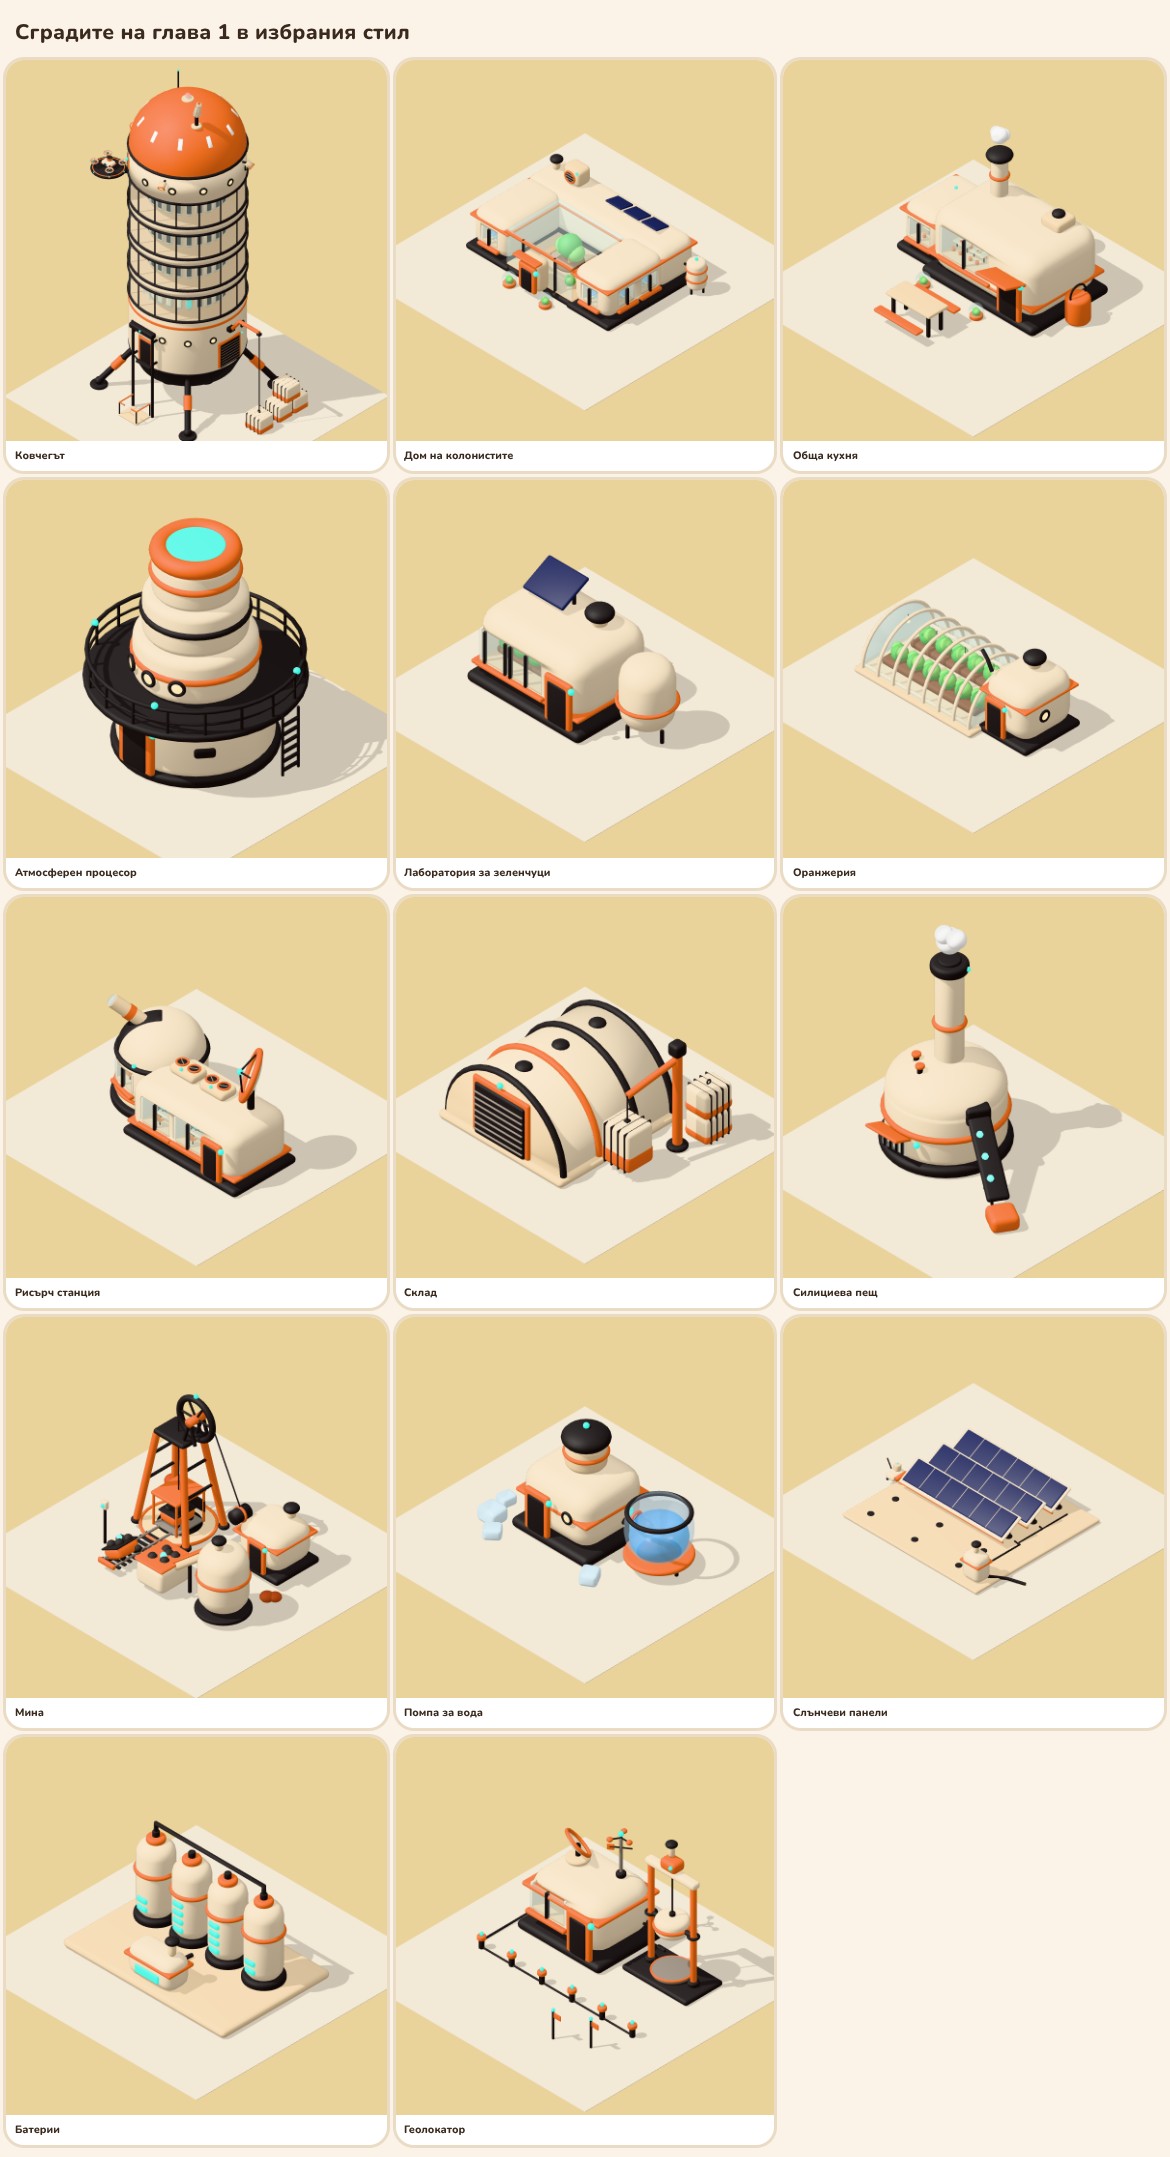 Сградите на глава 1 в избрания стил
Ковчегът
Дом на колонистите
Обща кухня
Атмосферен процесор
Лаборатория за зеленчуци
Оранжерия
Рисърч станция
Склад
Силициева пещ
Мина
Помпа за вода
Слънчеви панели
Батерии
Геолокатор